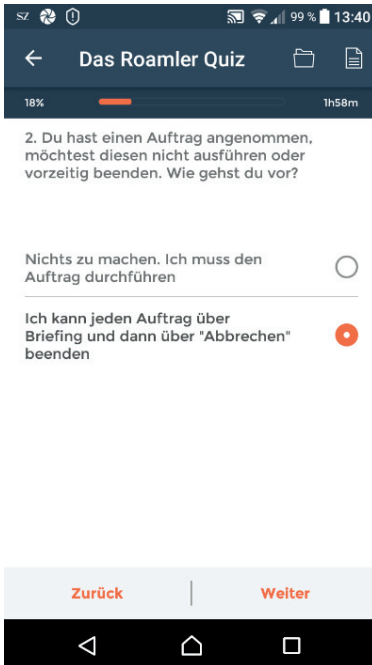 SZ 99 % 13:40
Das Roamler Quiz
18% 1h58m
2. Du hast einen Auftrag angenommen,
möchtest diesen nicht ausführen oder
vorzeitig beenden. Wie gehst du vor?
Nichts zu machen. Ich muss den
Auftrag durchführen
Ich kann jeden Auftrag über
Briefing und dann über "Abbrechen"
beenden
Zurück Weiter